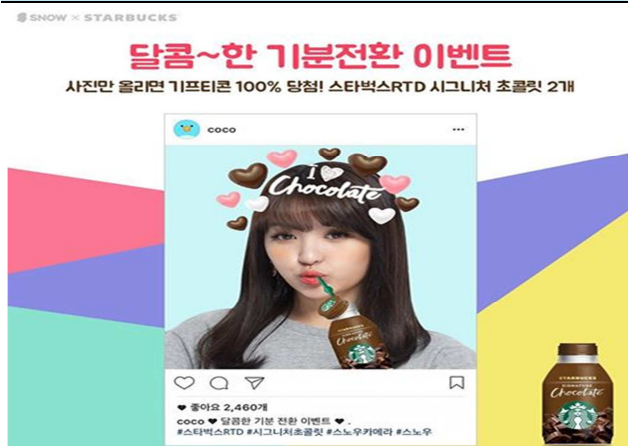 SNOW × STARBUCKS
달콤~한 기분전환 이벤트
사진만 올리면 기프티콘 100% 당첨! 스타벅스RTD 시그니처 초콜릿 2개
coco
I
Chocolate
STARBUCKS
Chocolate
♥ 좋아요 2,460개
coco ♥ 달콤한 기분 전환 이벤트 ♥ .
#스타벅스RTD #시그니처초콜릿 #스노우카메라 #스노우
STARBUCKS
SIGNATURE
Chocolate